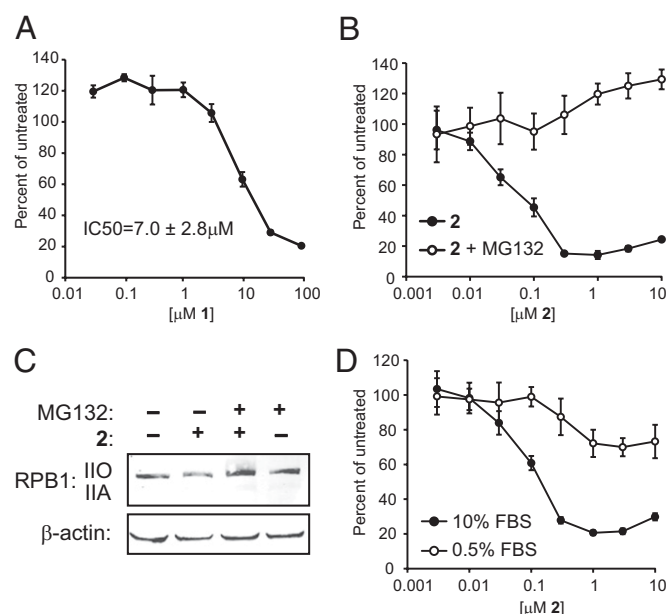 A
Percent of untreated
140
120
100
80
60
40
20
0
IC50=7.0 ± 2.8μM
0.01 0.1 1 10 100
[μM 1]
B
Percent of untreated
140
120
100
80
60
40
20
0
2
2 + MG132
0.001 0.01 0.1 1 10
[μM 2]
C
MG132: – – + +
2: – + + –
RPB1: IIO
IIA
β-actin:
D
Percent of untreated
120
100
80
60
40
20
0
10% FBS
0.5% FBS
0.001 0.01 0.1 1 10
[μM 2]